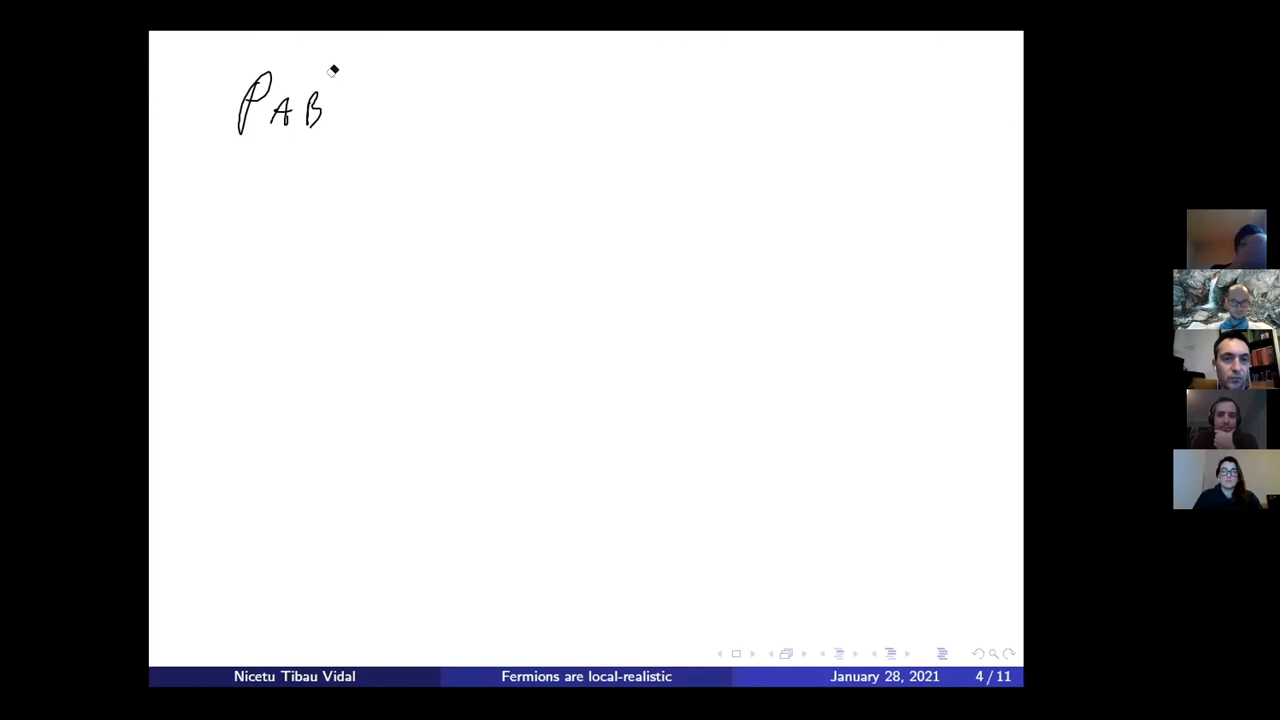 ρAB
Nicetu Tibau Vidal
Fermions are local-realistic
January 28, 2021
4 / 11